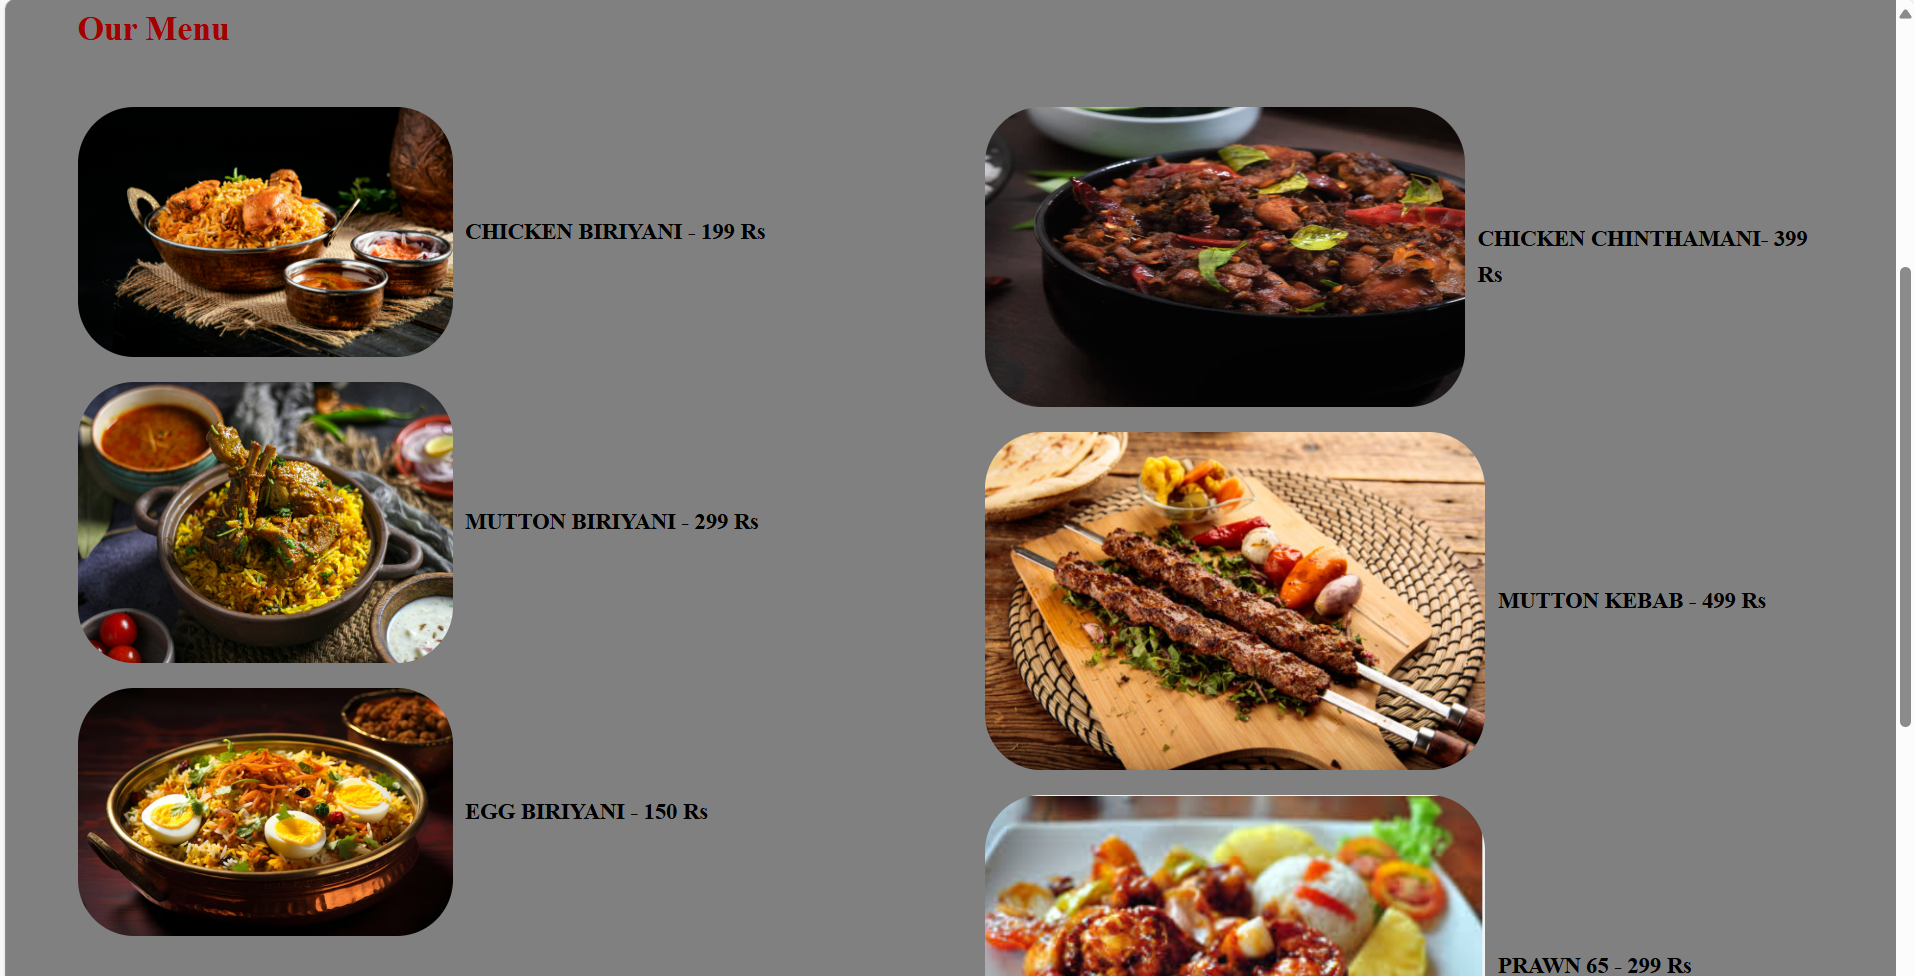 Our Menu
CHICKEN BIRIYANI - 199 Rs
MUTTON BIRIYANI - 299 Rs
EGG BIRIYANI - 150 Rs
CHICKEN CHINTHAMANI- 399
Rs
MUTTON KEBAB - 499 Rs
PRAWN 65 - 299 Rs